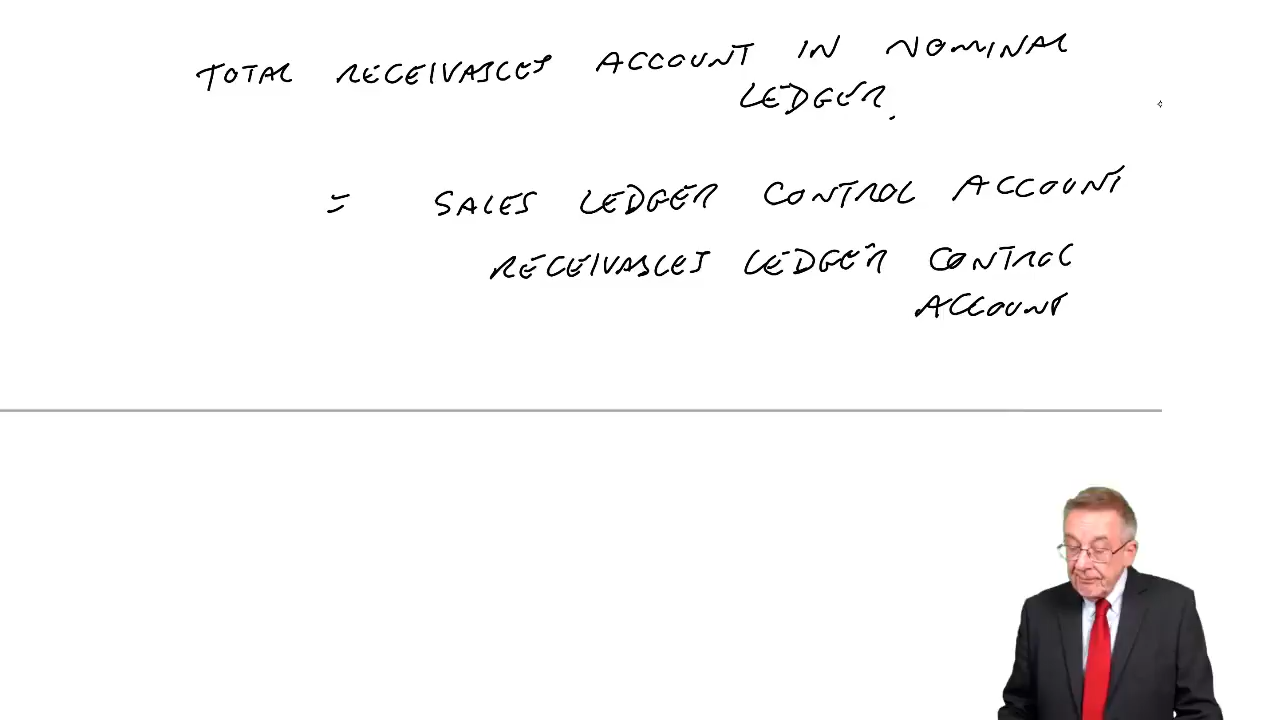 TOTAL RECEIVABLES ACCOUNT IN NOMINAL
LEDGER.
= SALES LEDGER CONTROL ACCOUNT
RECEIVABLES LEDGER CONTROL
ACCOUNT